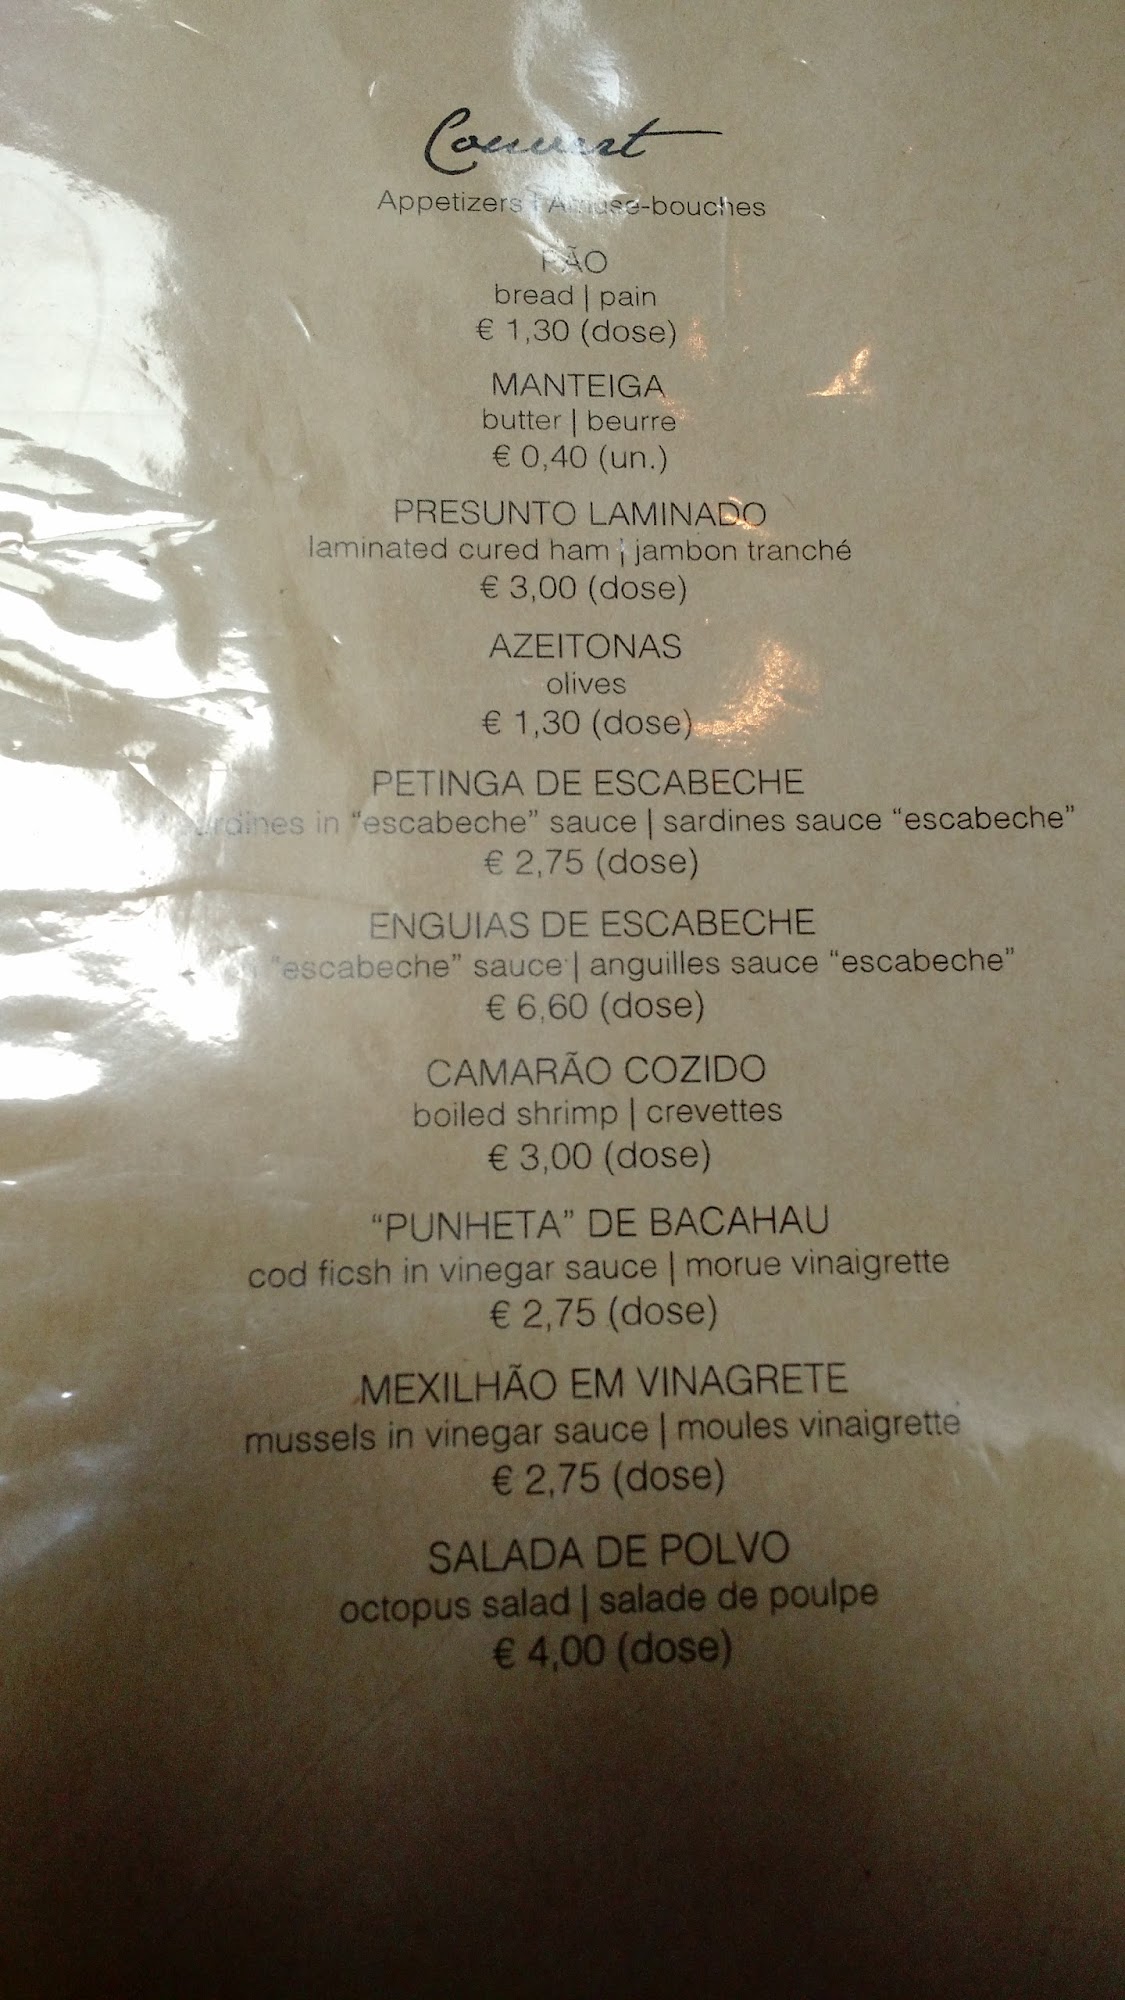 Couvert
Appetizers | Amuse-bouches
PÃO
bread | pain
€ 1,30 (dose)
MANTEIGA
butter | beurre
€ 0,40 (un.)
PRESUNTO LAMINADO
laminated cured ham | jambon tranché
€ 3,00 (dose)
AZEITONAS
olives
€ 1,30 (dose)
PETINGA DE ESCABECHE
sardines in "escabeche" sauce | sardines sauce "escabeche"
€ 2,75 (dose)
ENGUIAS DE ESCABECHE
"escabeche" sauce | anguilles sauce "escabeche"
€ 6,60 (dose)
CAMARÃO COZIDO
boiled shrimp | crevettes
€ 3,00 (dose)
"PUNHETA" DE BACAHAU
cod ficsh in vinegar sauce | morue vinaigrette
€ 2,75 (dose)
MEXILHÃO EM VINAGRETE
mussels in vinegar sauce | moules vinaigrette
€ 2,75 (dose)
SALADA DE POLVO
octopus salad | salade de poulpe
€ 4,00 (dose)